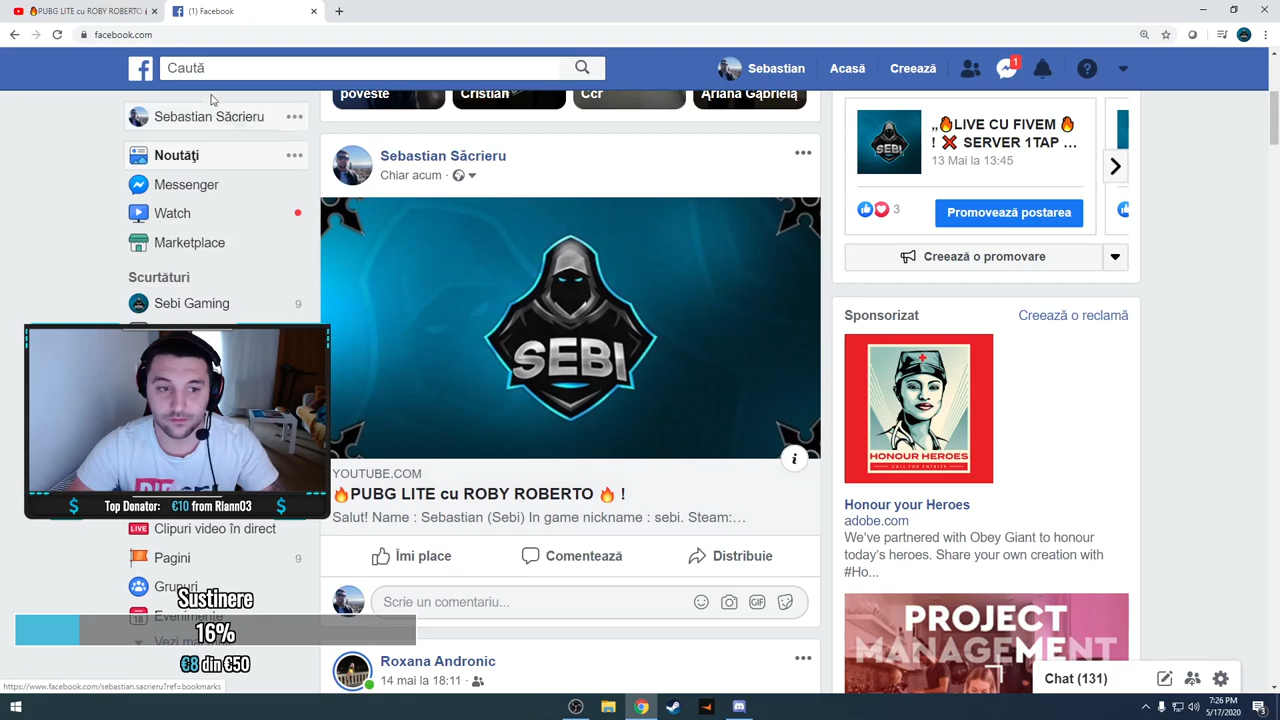 🔥PUBG LITE cu ROBY ROBERTO 🔥
(1) Facebook
facebook.com
Caută
Sebastian
Acasă
Creează
1
Sebastian Săcrieru
Noutăți
Messenger
Watch
Marketplace
Scurtături
Sebi Gaming 9
Top Donator: €10 from RIann03
LIVE Clipuri video în direct
Pagini 9
Grupuri
18 Evenimente
Sustinere
16%
€8 din €50
https://www.facebook.com/sebastian.sacrieru?ref=bookmarks
poveste
Cristian
Ccr
Ariana Gabriela
Sebastian Săcrieru
Chiar acum ·
SEBI
YOUTUBE.COM
🔥PUBG LITE cu ROBY ROBERTO 🔥 !
Salut! Name : Sebastian (Sebi) In game nickname : sebi. Steam:...
Îmi place
Comentează
Distribuie
Scrie un comentariu...
GIF
Roxana Andronic
14 mai la 18:11 ·
SEBI
„🔥LIVE CU FIVEM 🔥
! ❌ SERVER 1TAP ...
13 Mai la 13:45
3
Promovează postarea
Creează o promovare
Sponsorizat
Creează o reclamă
HONOUR HEROES
Honour your Heroes
adobe.com
We've partnered with Obey Giant to honour
today's heroes. Share your own creation with
#Ho...
PROJECT
MANAGEMENT
Chat (131)
7:26 PM
5/17/2020
3